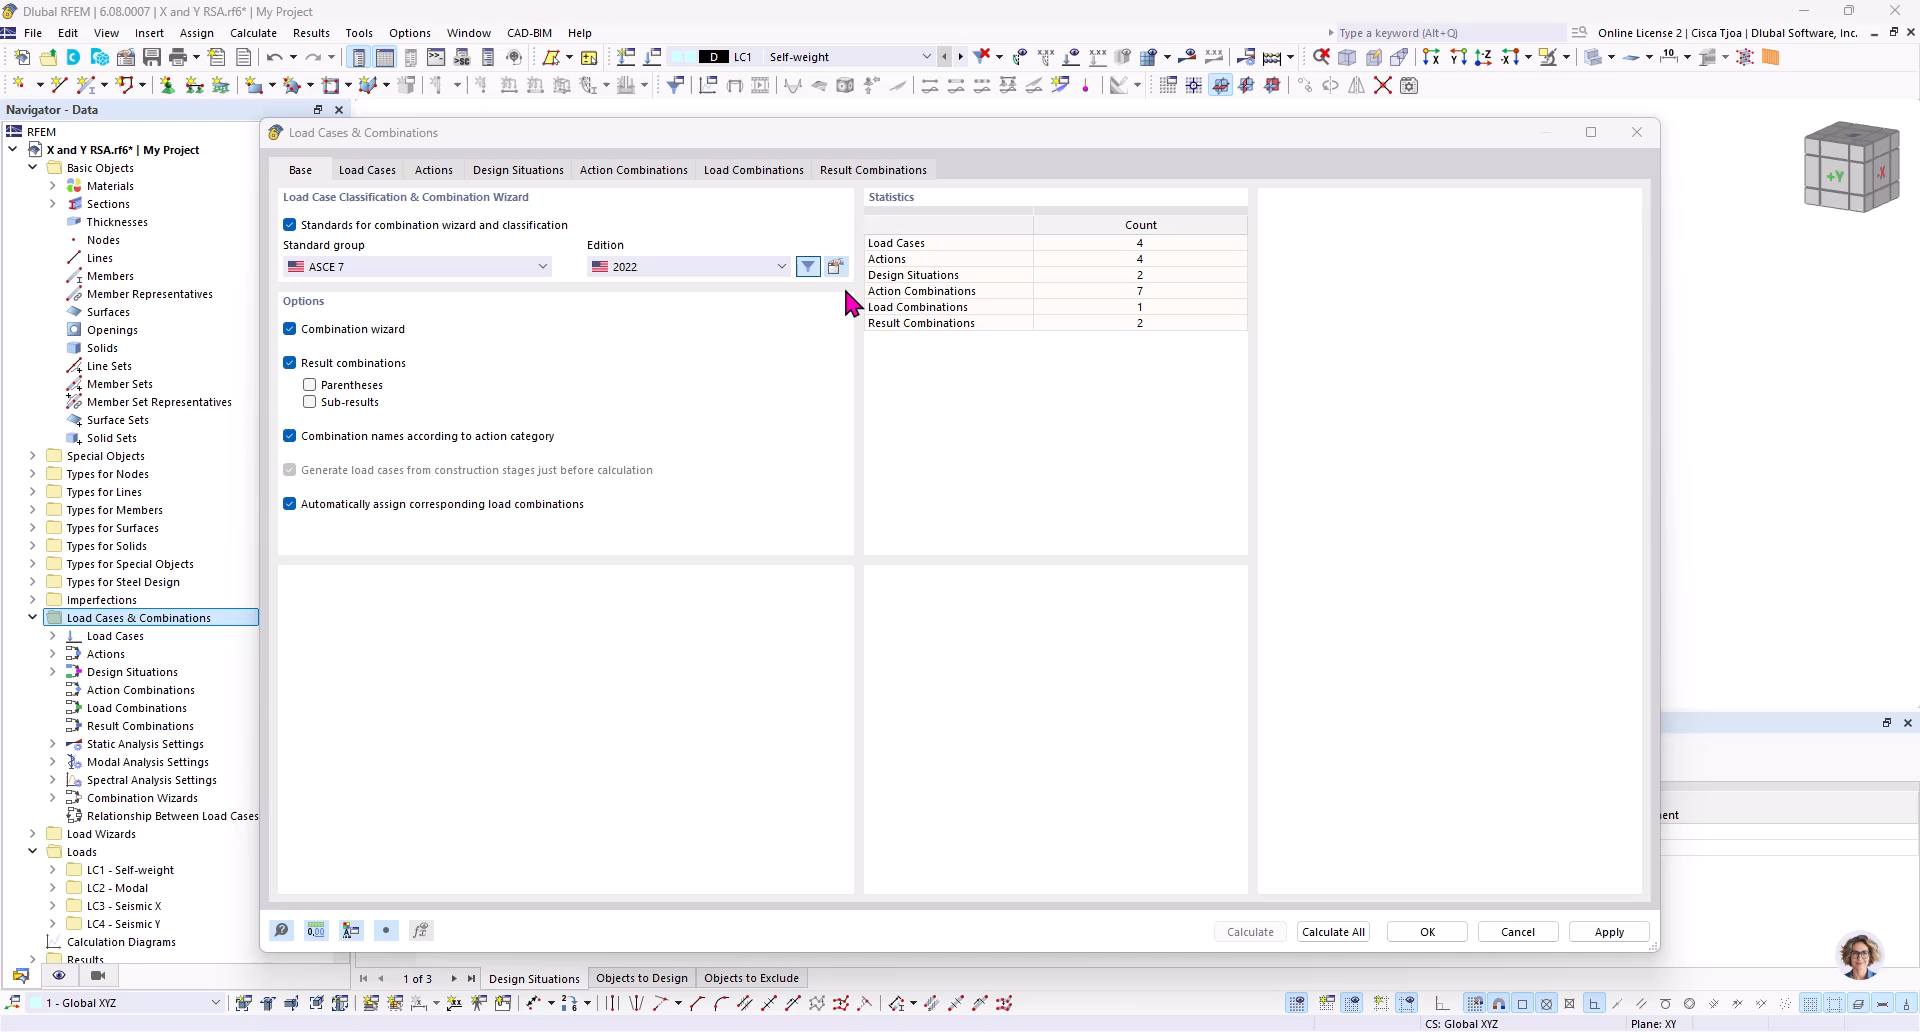 Dlubal RFEM | 6.08.0007 | X and Y RSA.rf6* | My Project
File Edit View Insert Assign Calculate Results Tools Options Window CAD-BIM Help
Type a keyword (Alt+Q)
Online License 2 | Cisca Tjoa | Dlubal Software, Inc.
D LC1 Self-weight
Navigator - Data
RFEM
X and Y RSA.rf6* | My Project
Basic Objects
Materials
Sections
Thicknesses
Nodes
Lines
Members
Member Representatives
Surfaces
Openings
Solids
Line Sets
Member Sets
Member Set Representatives
Surface Sets
Solid Sets
Special Objects
Types for Nodes
Types for Lines
Types for Members
Types for Surfaces
Types for Solids
Types for Special Objects
Types for Steel Design
Imperfections
Load Cases & Combinations
Load Cases
Actions
Design Situations
Action Combinations
Load Combinations
Result Combinations
Static Analysis Settings
Modal Analysis Settings
Spectral Analysis Settings
Combination Wizards
Relationship Between Load Cases
Load Wizards
Loads
LC1 - Self-weight
LC2 - Modal
LC3 - Seismic X
LC4 - Seismic Y
Calculation Diagrams
Results
Load Cases & Combinations
Base Load Cases Actions Design Situations Action Combinations Load Combinations Result Combinations
Load Case Classification & Combination Wizard
Standards for combination wizard and classification
Standard group Edition
ASCE 7 2022
Options
Combination wizard
Result combinations
Parentheses
Sub-results
Combination names according to action category
Generate load cases from construction stages just before calculation
Automatically assign corresponding load combinations
Statistics
Count
Load Cases 4
Actions 4
Design Situations 2
Action Combinations 7
Load Combinations 1
Result Combinations 2
+Y -X
Calculate Calculate All OK Cancel Apply
1 of 3 Design Situations Objects to Design Objects to Exclude
1 - Global XYZ
CS: Global XYZ Plane: XY